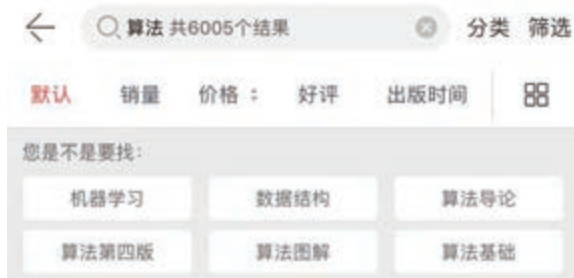 算法 共6005个结果 分类 筛选
默认 销量 价格 好评 出版时间
您是不是要找:
机器学习 数据结构 算法导论
算法第四版 算法图解 算法基础